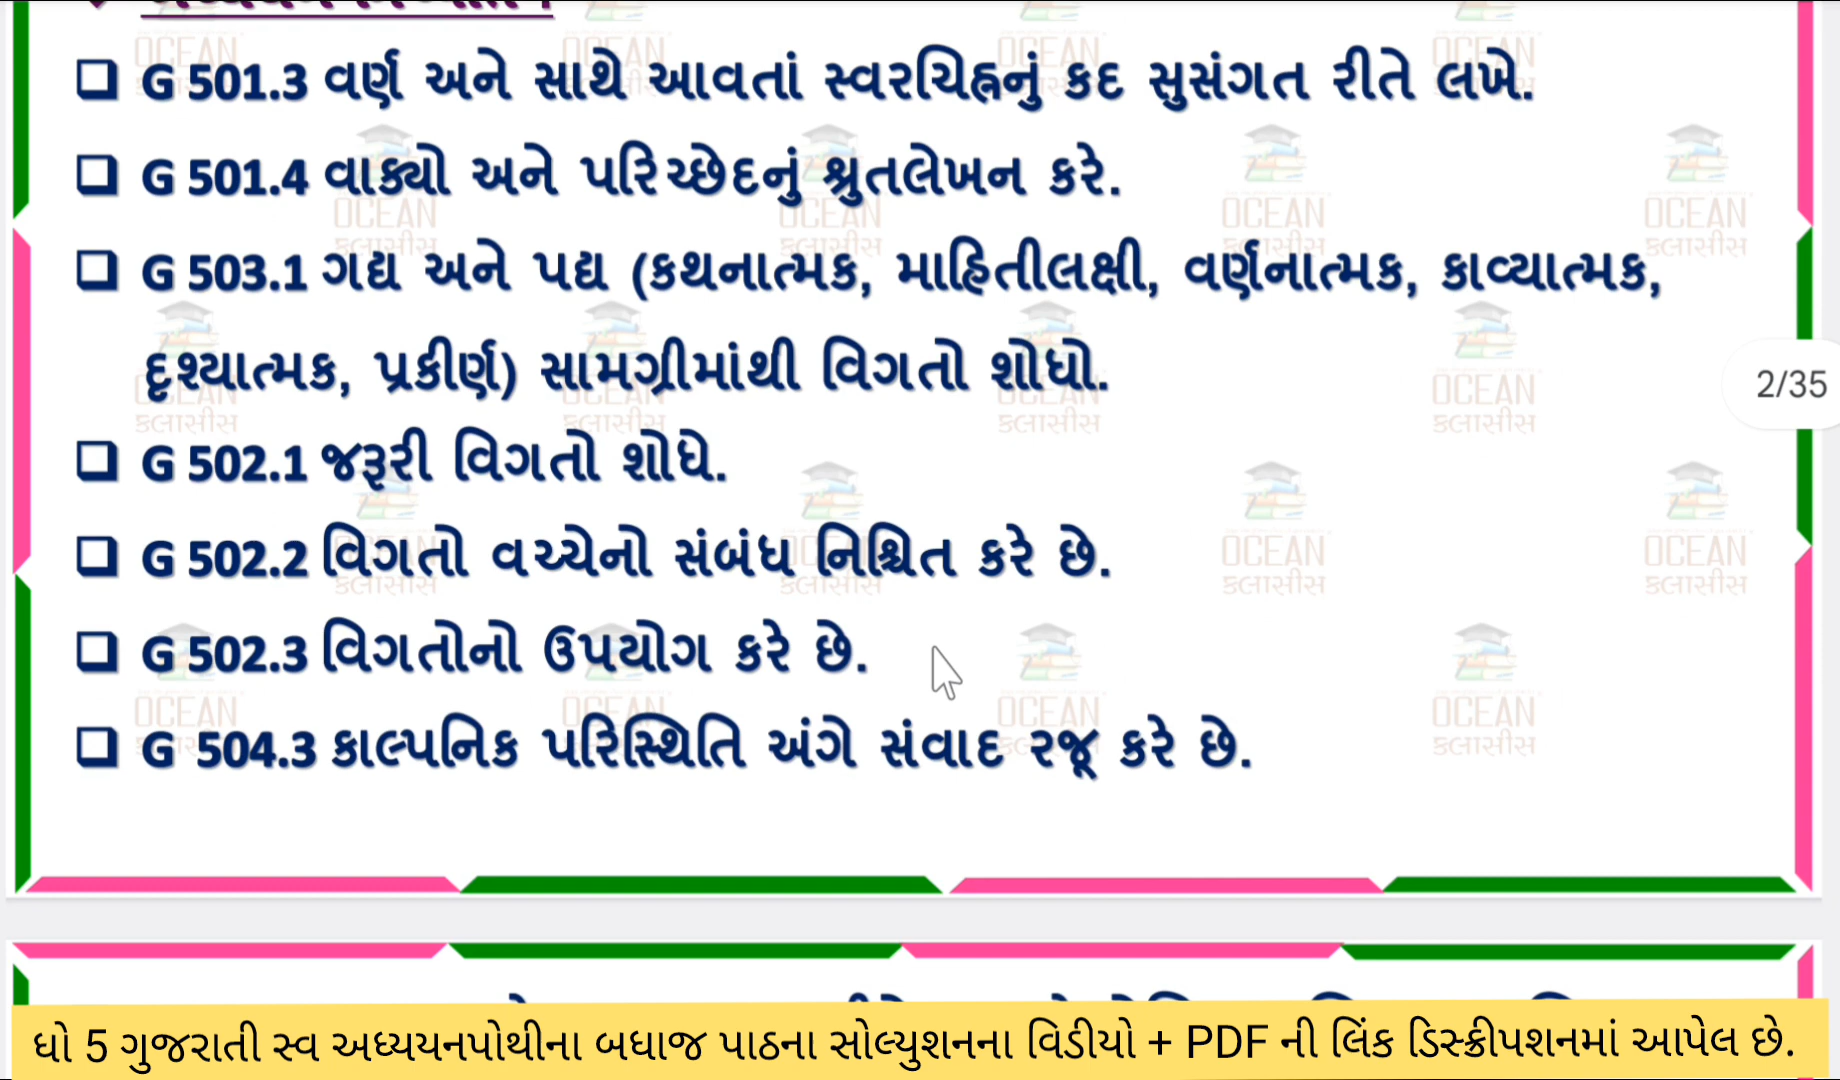 ❑ G 501.3 વર્ણ અને સાથે આવતાં સ્વરચિહ્નનું કદ સુસંગત રીતે લખે.
❑ G 501.4 વાક્યો અને પરિચ્છેદનું શ્રુતલેખન કરે.
❑ G 503.1 ગદ્ય અને પદ્ય (કથનાત્મક, માહિતીલક્ષી, વર્ણનાત્મક, કાવ્યાત્મક,
દૃશ્યાત્મક, પ્રકીર્ણ) સામગ્રીમાંથી વિગતો શોધો.
2/35
❑ G 502.1 જરૂરી વિગતો શોધે.
❑ G 502.2 વિગતો વચ્ચેનો સંબંધ નિશ્ચિત કરે છે.
❑ G 502.3 વિગતોનો ઉપયોગ કરે છે.
❑ G 504.3 કાલ્પનિક પરિસ્થિતિ અંગે સંવાદ રજૂ કરે છે.
ધો 5 ગુજરાતી સ્વ અધ્યયનપોથીના બધાજ પાઠના સોલ્યુશનના વિડીયો + PDF ની લિંક ડિસ્ક્રીપશનમાં આપેલ છે.
OCEAN
ક્લાસીસ